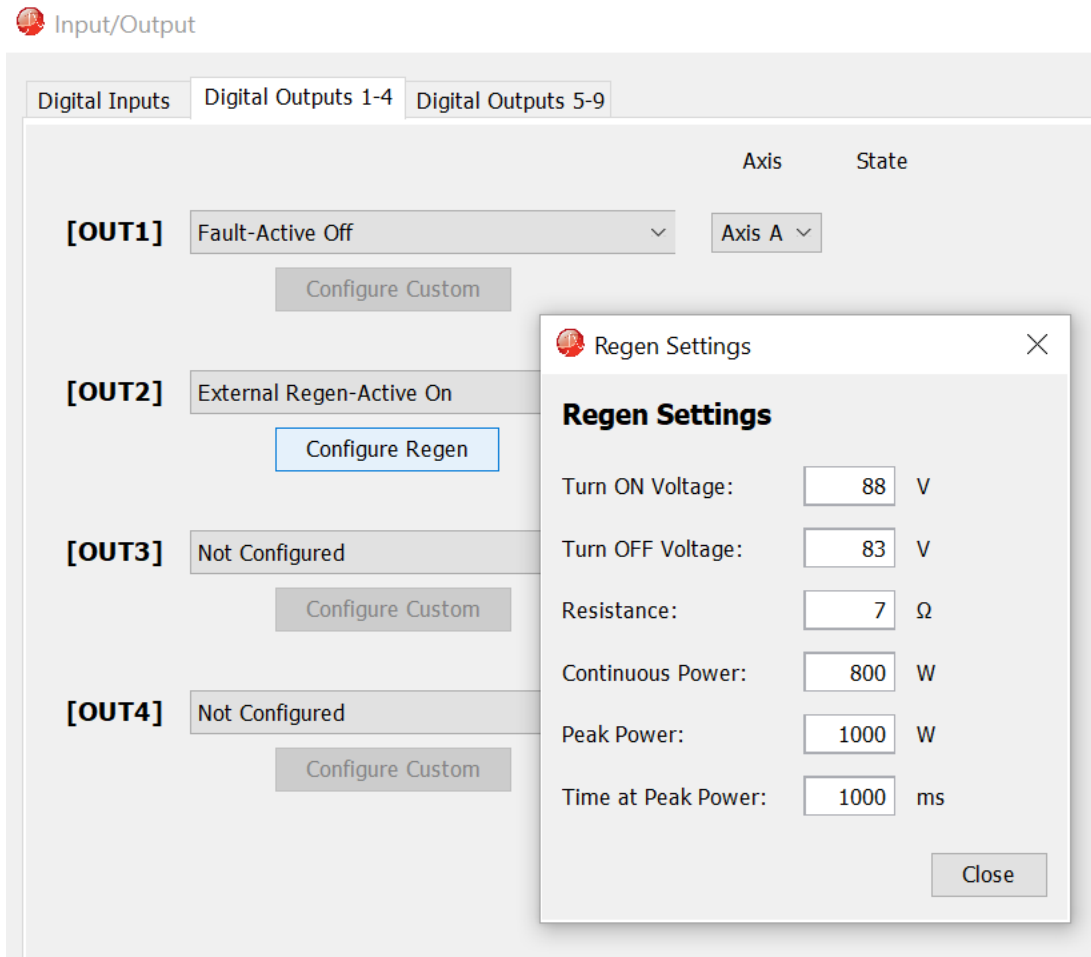 Input/Output
Digital Inputs Digital Outputs 1-4 Digital Outputs 5-9
Axis State
[OUT1] Fault-Active Off Axis A
Configure Custom
[OUT2] External Regen-Active On
Configure Regen
[OUT3] Not Configured
Configure Custom
[OUT4] Not Configured
Configure Custom
Regen Settings
Regen Settings
Turn ON Voltage: 88 V
Turn OFF Voltage: 83 V
Resistance: 7 Ω
Continuous Power: 800 W
Peak Power: 1000 W
Time at Peak Power: 1000 ms
Close